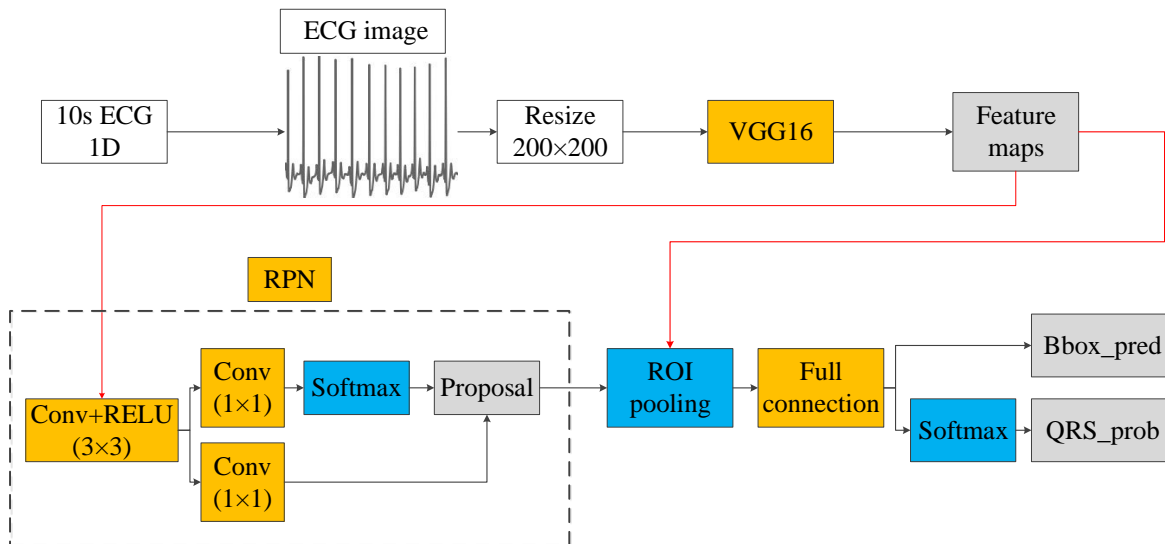 ECG image
10s ECG
1D
Resize
200×200
VGG16
Feature
maps
RPN
Conv+RELU
(3×3)
Conv
(1×1)
Softmax
Proposal
Conv
(1×1)
ROI
pooling
Full
connection
Bbox_pred
Softmax
QRS_prob